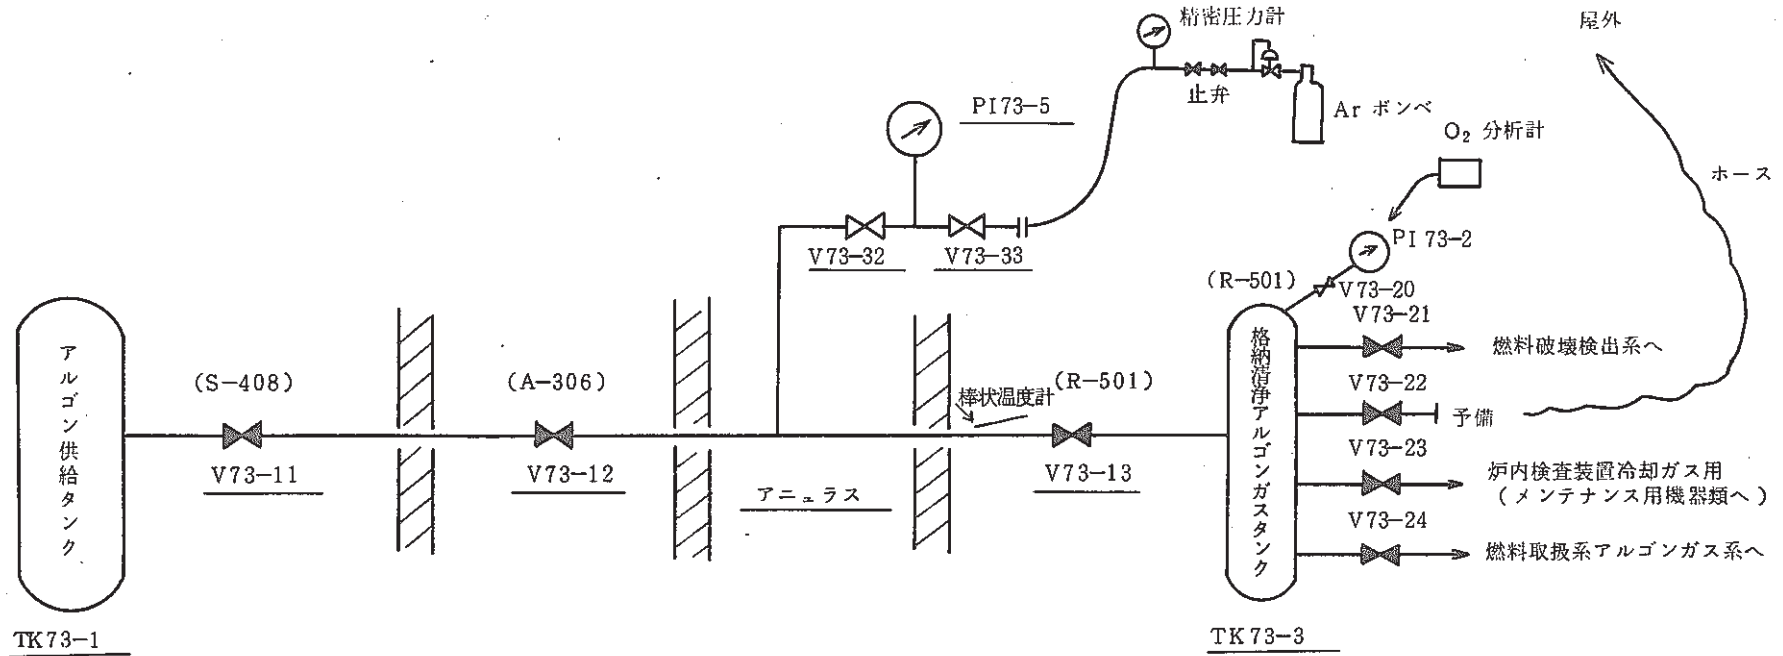 精密圧力計
屋外
PI73-5
止弁
Ar ボンベ
O₂ 分析計
ホース
V73-32
V73-33
PI 73-2
(R-501)
V73-20
V73-21
燃料破壊検出系へ
(S-408)
(A-306)
棒状温度計
(R-501)
V73-22
予備
V73-23
V73-11
V73-12
アニュラス
V73-13
炉内検査装置冷却ガス用
(メンテナンス用機器類へ)
V73-24
燃料取扱系アルゴンガス系へ
アルゴン供給タンク
格納清浄アルゴンガスタンク
TK73-1
TK73-3